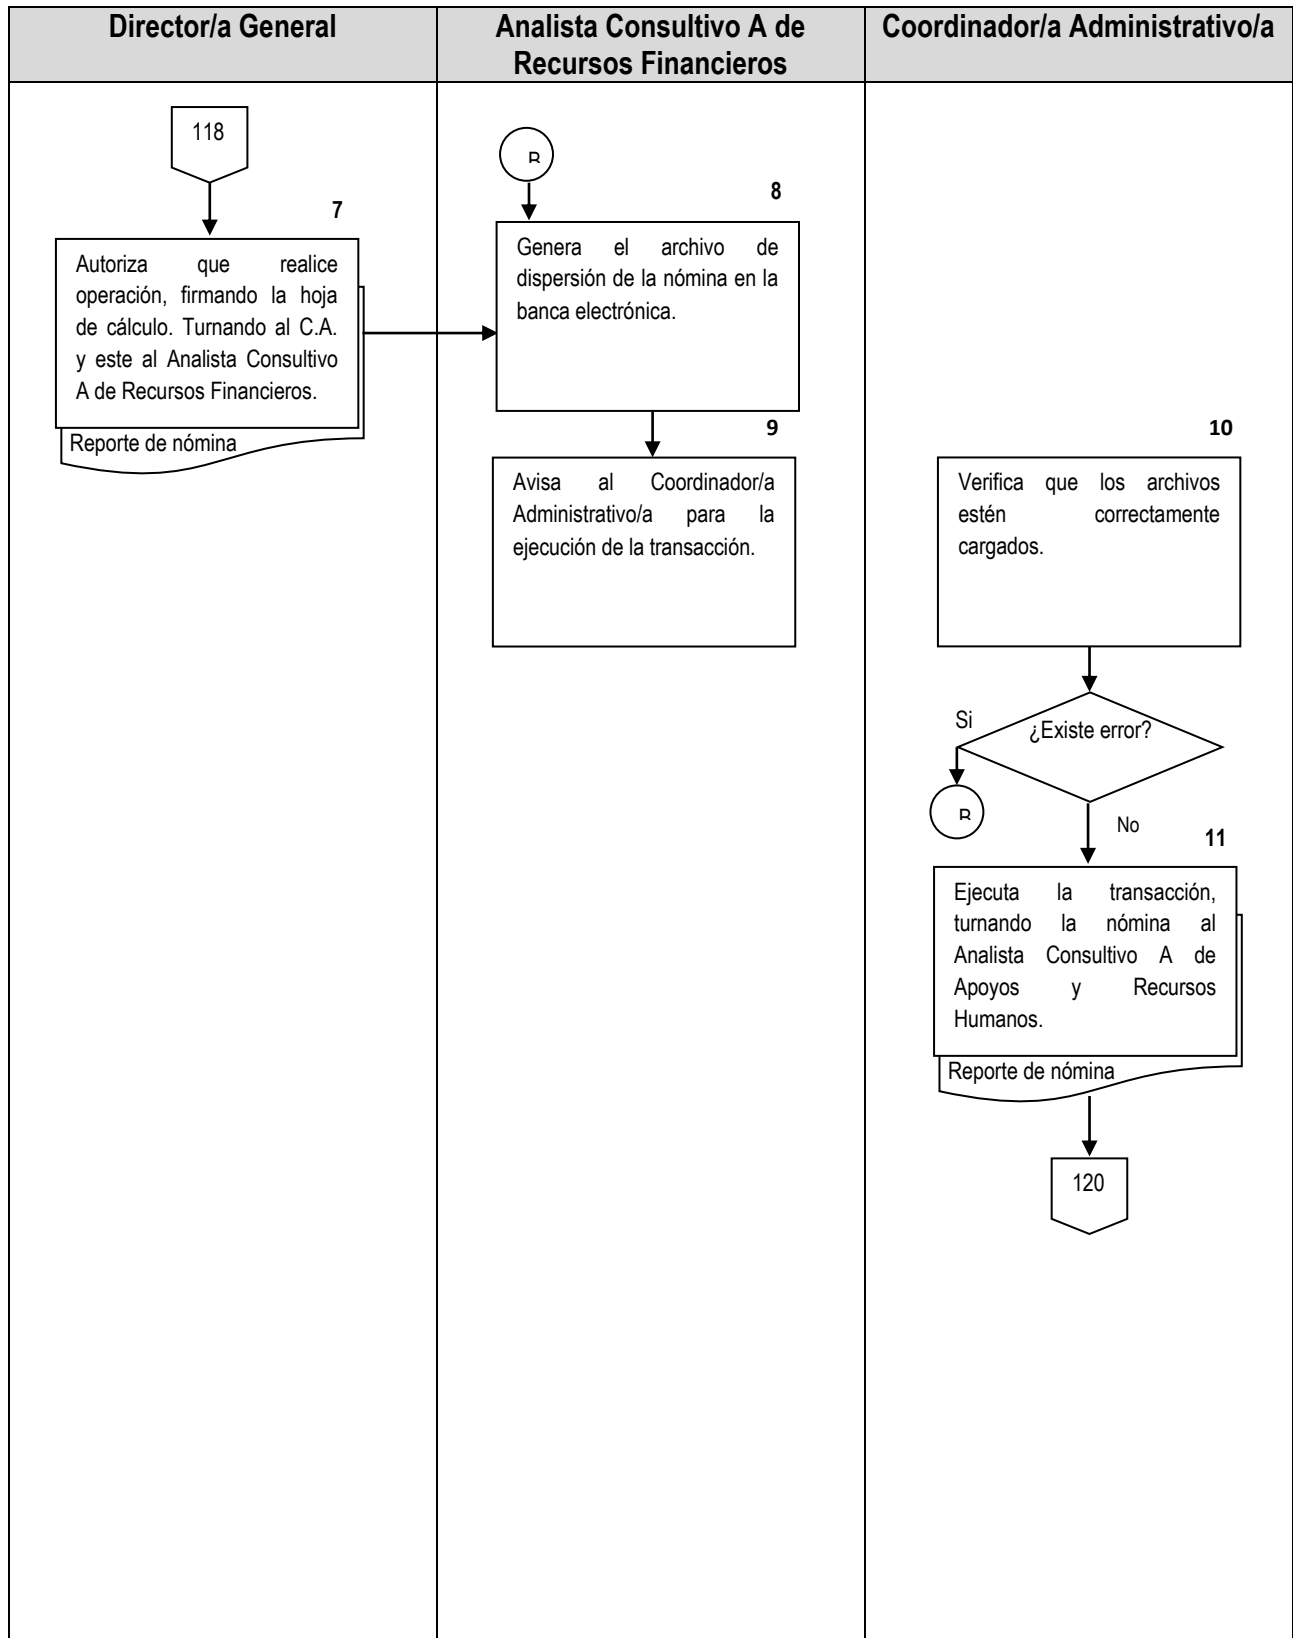 Director/a General
Analista Consultivo A de
Recursos Financieros
Coordinador/a Administrativo/a
118
7
Autoriza que realice
operación, firmando la hoja
de cálculo. Turnando al C.A.
y este al Analista Consultivo
A de Recursos Financieros.
Reporte de nómina
B
8
Genera el archivo de
dispersión de la nómina en la
banca electrónica.
9
Avisa al Coordinador/a
Administrativo/a para la
ejecución de la transacción.
10
Verifica que los archivos
estén correctamente
cargados.
¿Existe error?
Si
B
No
11
Ejecuta la transacción,
turnando la nómina al
Analista Consultivo A de
Apoyos y Recursos
Humanos.
Reporte de nómina
120